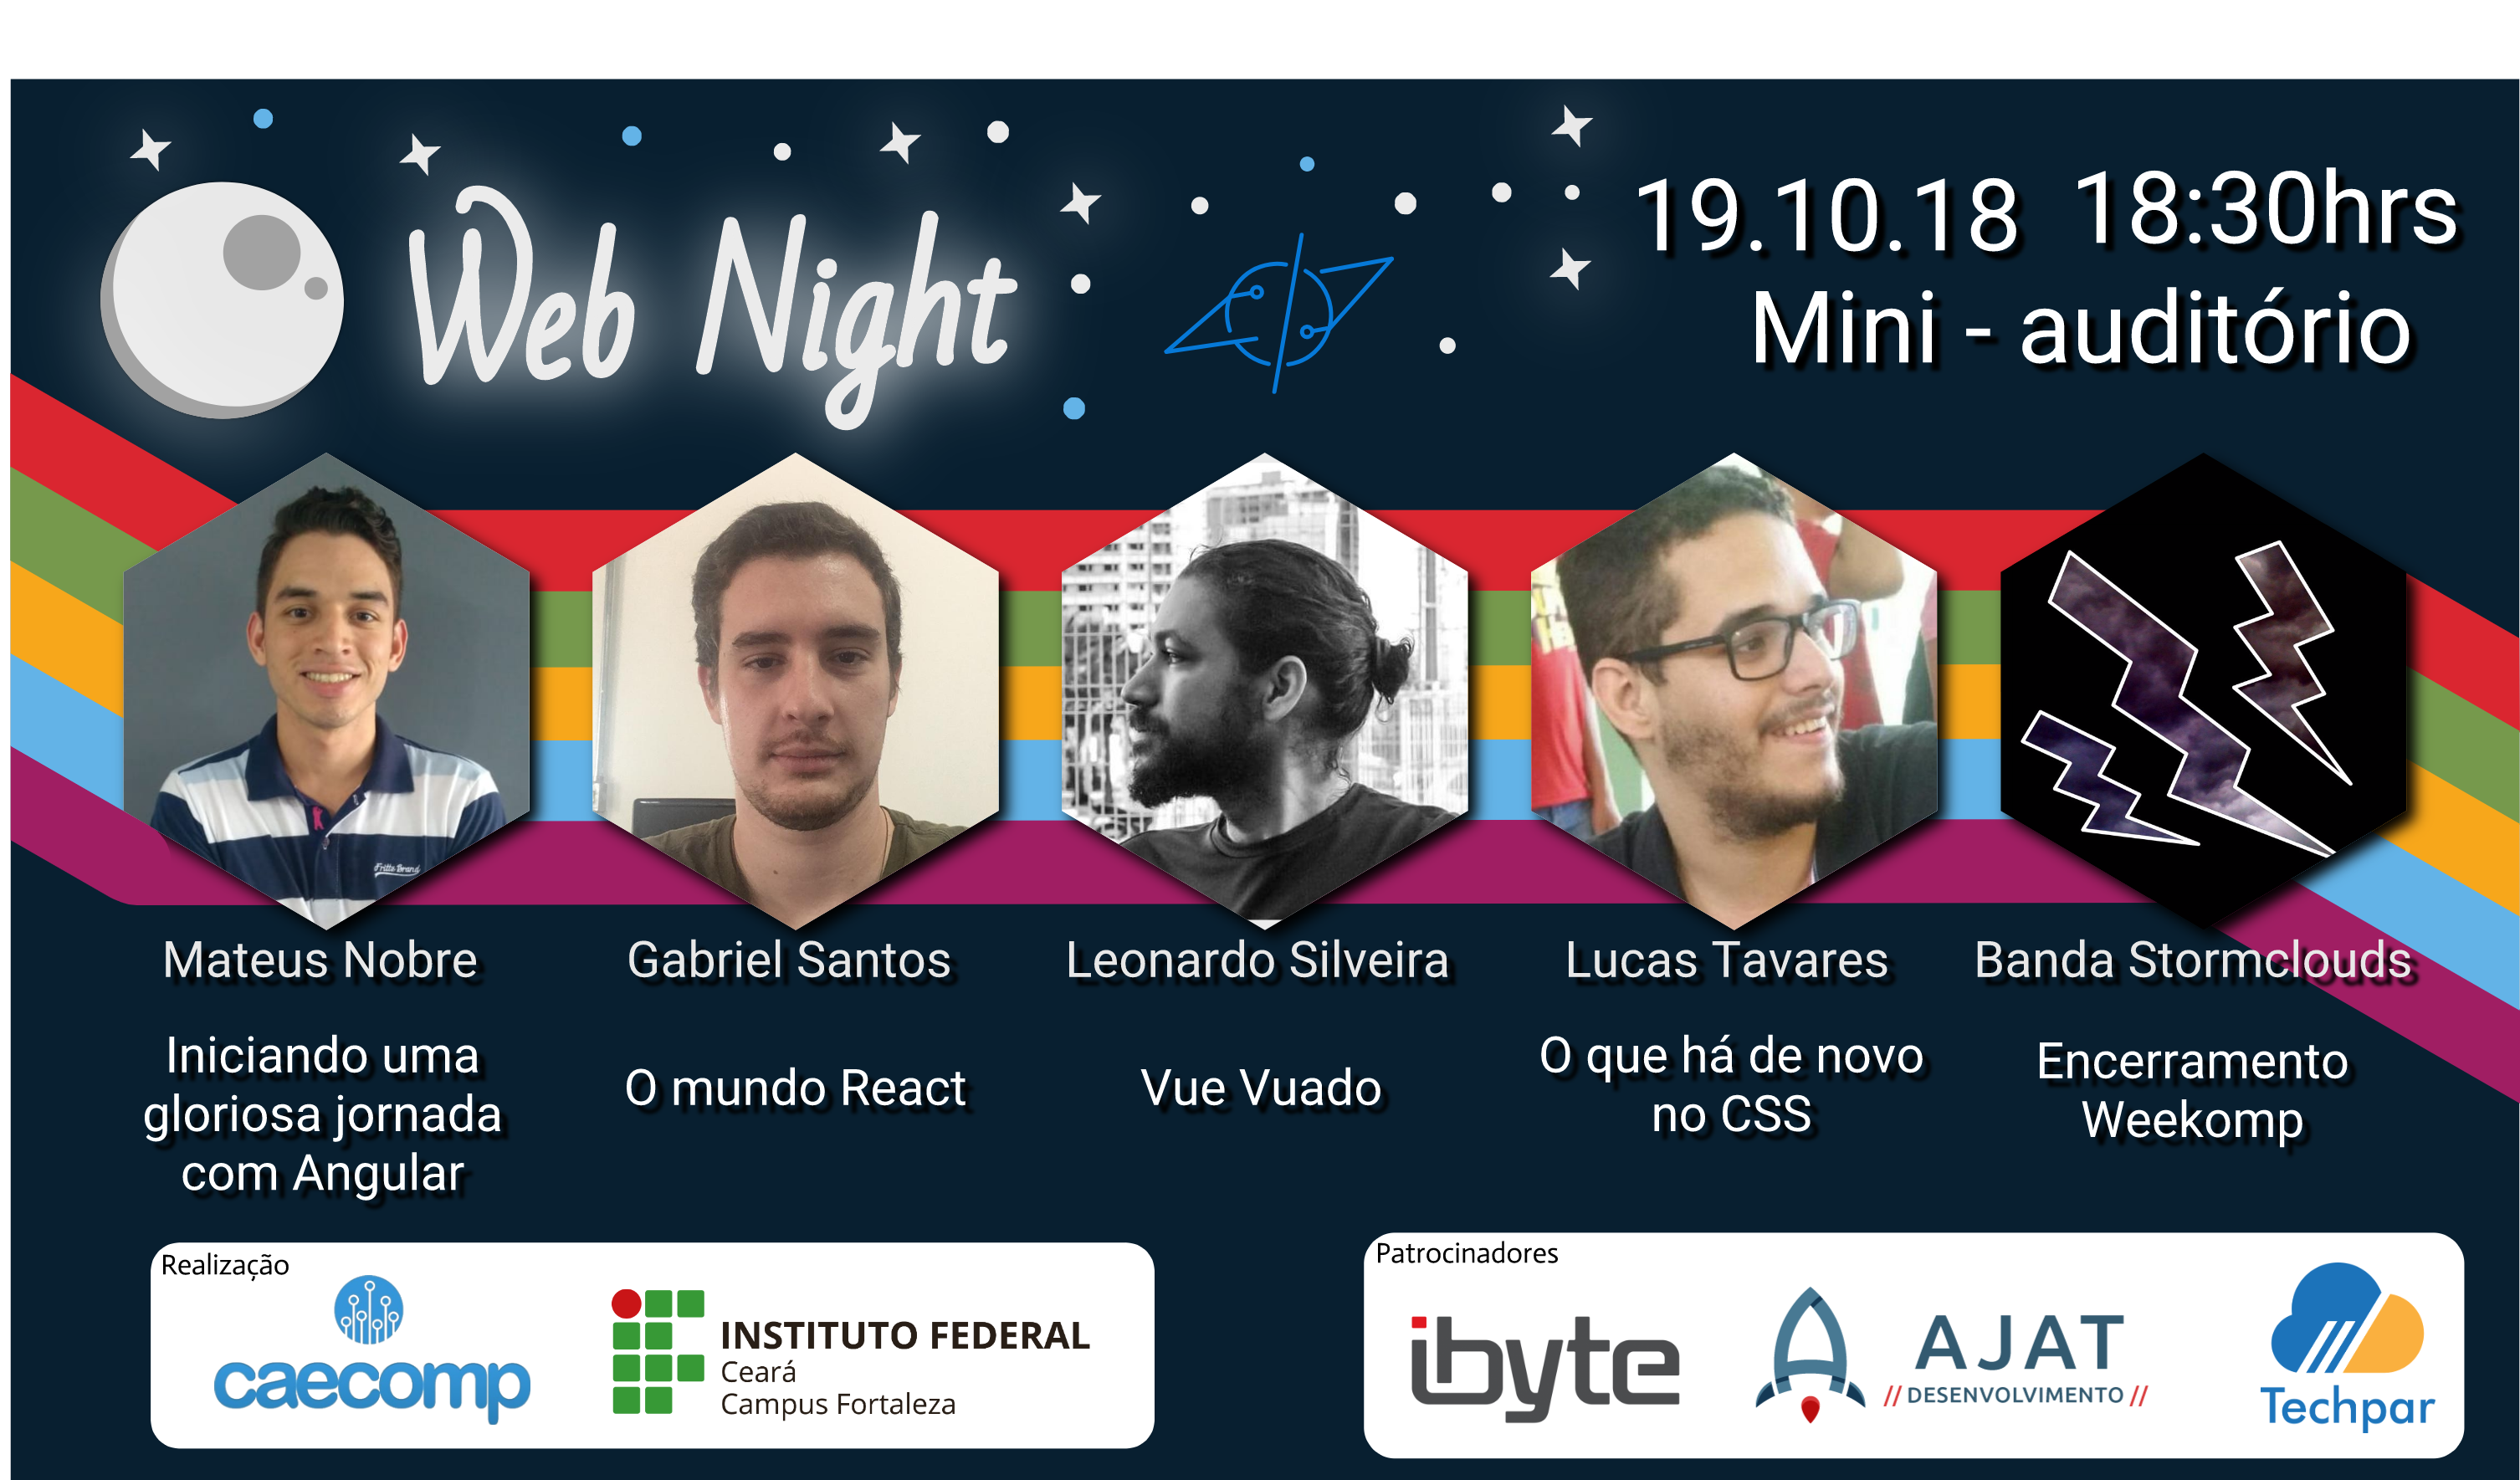 Web Night
19.10.18 18:30hrs
Mini - auditório
Fritto Brand
Mateus Nobre
Iniciando uma
gloriosa jornada
com Angular
Gabriel Santos
O mundo React
Leonardo Silveira
Vue Vuado
Lucas Tavares
O que há de novo
no CSS
Banda Stormclouds
Encerramento
Weekomp
Realização
caecomp
INSTITUTO FEDERAL
Ceará
Campus Fortaleza
Patrocinadores
ibyte
AJAT
// DESENVOLVIMENTO //
Techpar